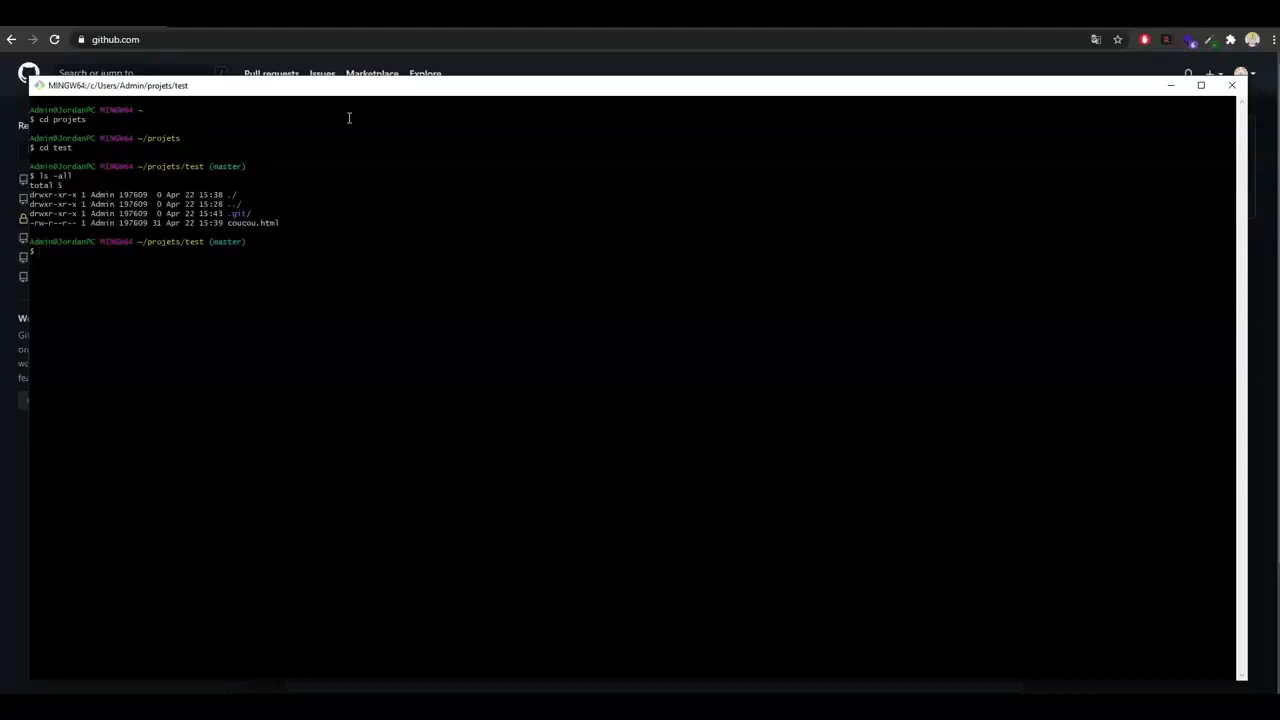 github.com
Search or jump to... /
Pull requests Issues Marketplace Explore
MINGW64:/c/Users/Admin/projets/test
Admin@JordanPC MINGW64 ~
$ cd projets
Admin@JordanPC MINGW64 ~/projets
$ cd test
Admin@JordanPC MINGW64 ~/projets/test (master)
$ ls -all
total 5
drwxr-xr-x 1 Admin 197609 0 Apr 22 15:38 ./
drwxr-xr-x 1 Admin 197609 0 Apr 22 15:28 ../
drwxr-xr-x 1 Admin 197609 0 Apr 22 15:43 .git/
-rw-r--r-- 1 Admin 197609 31 Apr 22 15:39 coucou.html
Admin@JordanPC MINGW64 ~/projets/test (master)
$